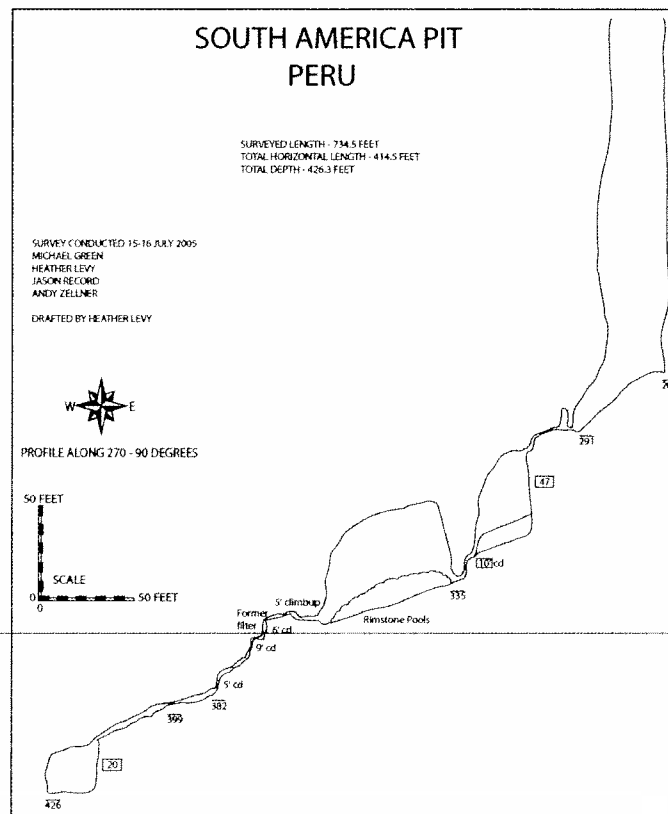 SOUTH AMERICA PIT
PERU
SURVEYED LENGTH - 734.5 FEET
TOTAL HORIZONTAL LENGTH - 414.5 FEET
TOTAL DEPTH - 426.3 FEET
SURVEY CONDUCTED 15-16 JULY 2005
MICHAEL GREEN
HEATHER LEVY
JASON RECORD
ANDY ZELLNER
DRAFTED BY HEATHER LEVY
W E
PROFILE ALONG 270 - 90 DEGREES
50 FEET
SCALE
0 50 FEET
0
291
47
10 cd
335
Rimstone Pools
5' climbup
Former
filter
6' cd
9' cd
5' cd
382
399
20
426